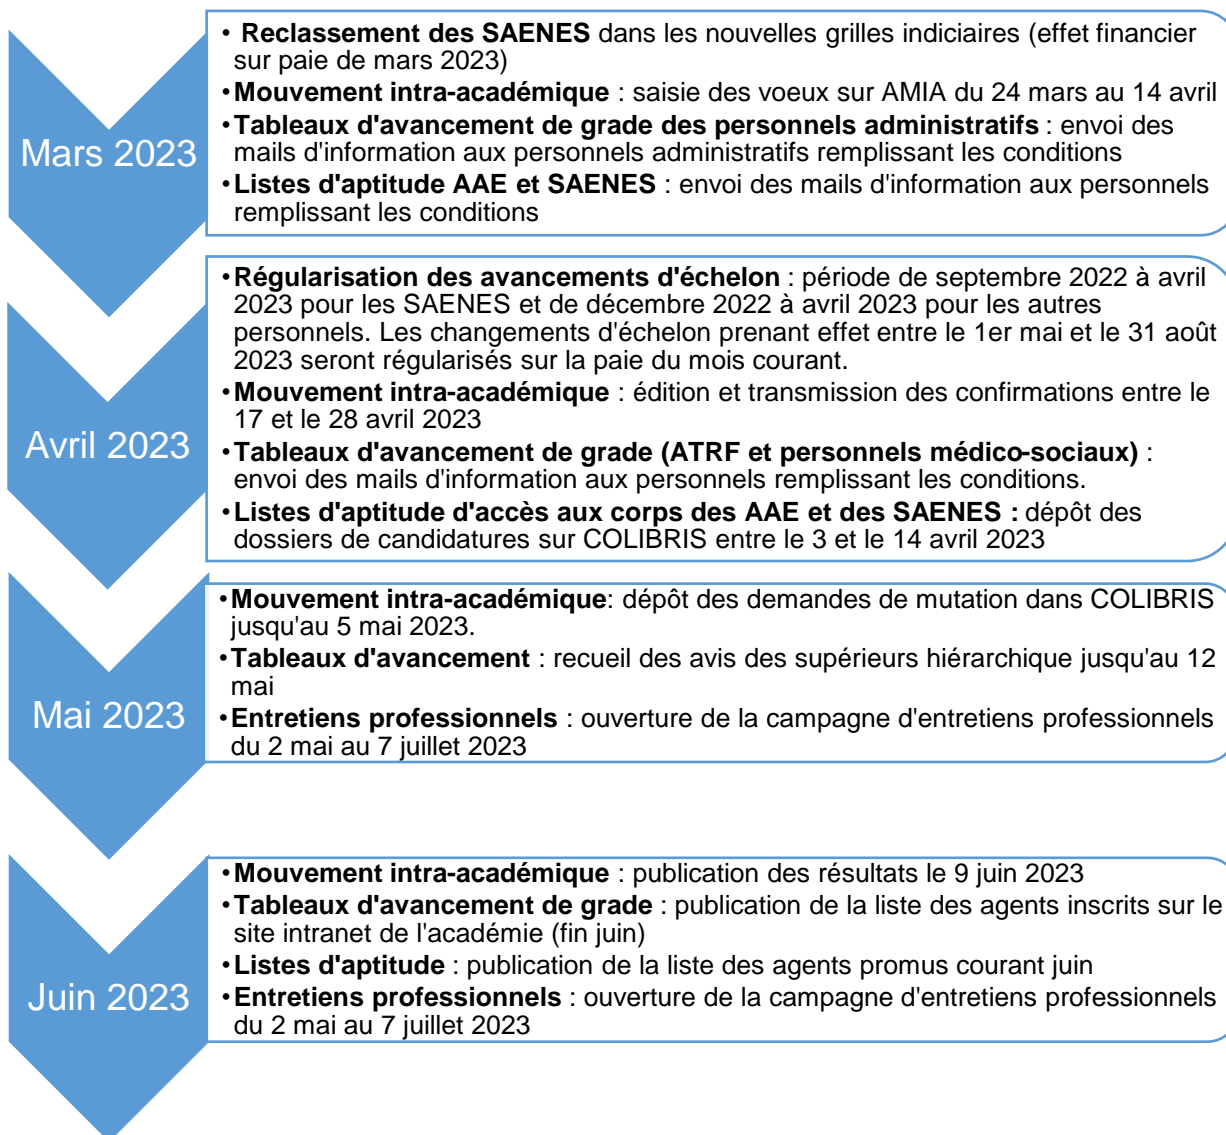 Mars 2023
• Reclassement des SAENES dans les nouvelles grilles indiciaires (effet financier
sur paie de mars 2023)
•Mouvement intra-académique : saisie des voeux sur AMIA du 24 mars au 14 avril
•Tableaux d'avancement de grade des personnels administratifs : envoi des
mails d'information aux personnels administratifs remplissant les conditions
•Listes d'aptitude AAE et SAENES : envoi des mails d'information aux personnels
remplissant les conditions
Avril 2023
•Régularisation des avancements d'échelon : période de septembre 2022 à avril
2023 pour les SAENES et de décembre 2022 à avril 2023 pour les autres
personnels. Les changements d'échelon prenant effet entre le 1er mai et le 31 août
2023 seront régularisés sur la paie du mois courant.
•Mouvement intra-académique : édition et transmission des confirmations entre le
17 et le 28 avril 2023
•Tableaux d'avancement de grade (ATRF et personnels médico-sociaux) :
envoi des mails d'information aux personnels remplissant les conditions.
•Listes d'aptitude d'accès aux corps des AAE et des SAENES : dépôt des
dossiers de candidatures sur COLIBRIS entre le 3 et le 14 avril 2023
Mai 2023
•Mouvement intra-académique: dépôt des demandes de mutation dans COLIBRIS
jusqu'au 5 mai 2023.
•Tableaux d'avancement : recueil des avis des supérieurs hiérarchique jusqu'au 12
mai
•Entretiens professionnels : ouverture de la campagne d'entretiens professionnels
du 2 mai au 7 juillet 2023
Juin 2023
•Mouvement intra-académique : publication des résultats le 9 juin 2023
•Tableaux d'avancement de grade : publication de la liste des agents inscrits sur le
site intranet de l'académie (fin juin)
•Listes d'aptitude : publication de la liste des agents promus courant juin
•Entretiens professionnels : ouverture de la campagne d'entretiens professionnels
du 2 mai au 7 juillet 2023